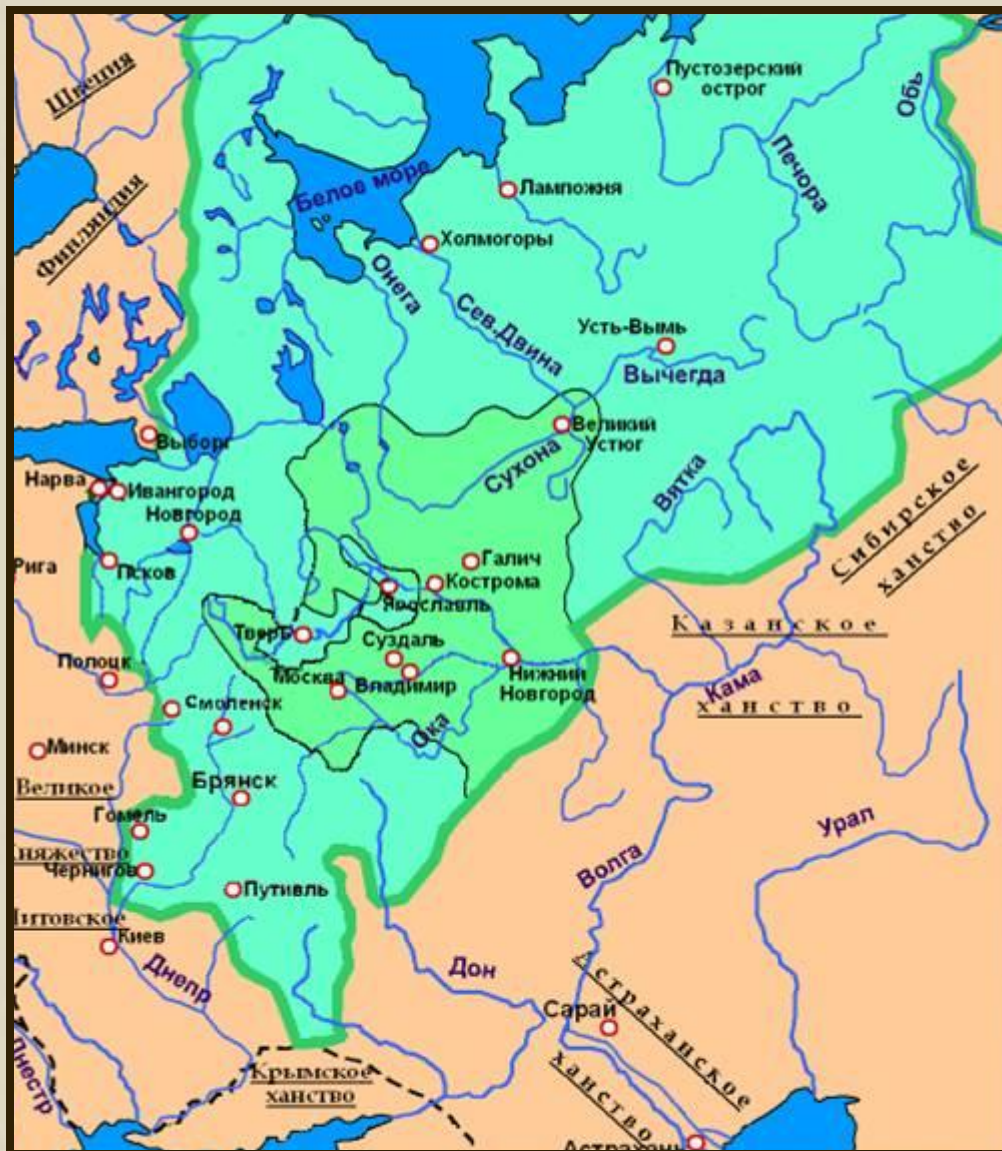 Швеция
Финляндия
Пустозерский
острог
Обь
Печора
Белое море
Лампожня
Холмогоры
Онега
Сев.Двина
Усть-Вымь
Вычегда
Великий
Устюг
Сухона
Вятка
Выборг
Нарва
Ивангород
Новгород
Псков
Рига
Галич
Кострома
Ярославль
Тверь
Суздаль
Москва
Владимир
Нижний
Новгород
Сибирское
ханство
Казанское
ханство
Кама
Полоцк
Смоленск
Ока
Минск
Великое
Брянск
Гомель
Княжество
Чернигов
Литовское
Путивль
Киев
Днепр
Днестр
Дон
Волга
Урал
Сарай
Астраханское
ханство
Крымское
ханство
Астрахань